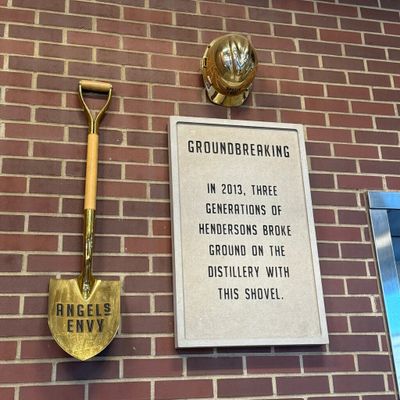 ANGELS
ENVY
GROUNDBREAKING
IN 2013, THREE
GENERATIONS OF
HENDERSONS BROKE
GROUND ON THE
DISTILLERY WITH
THIS SHOVEL.